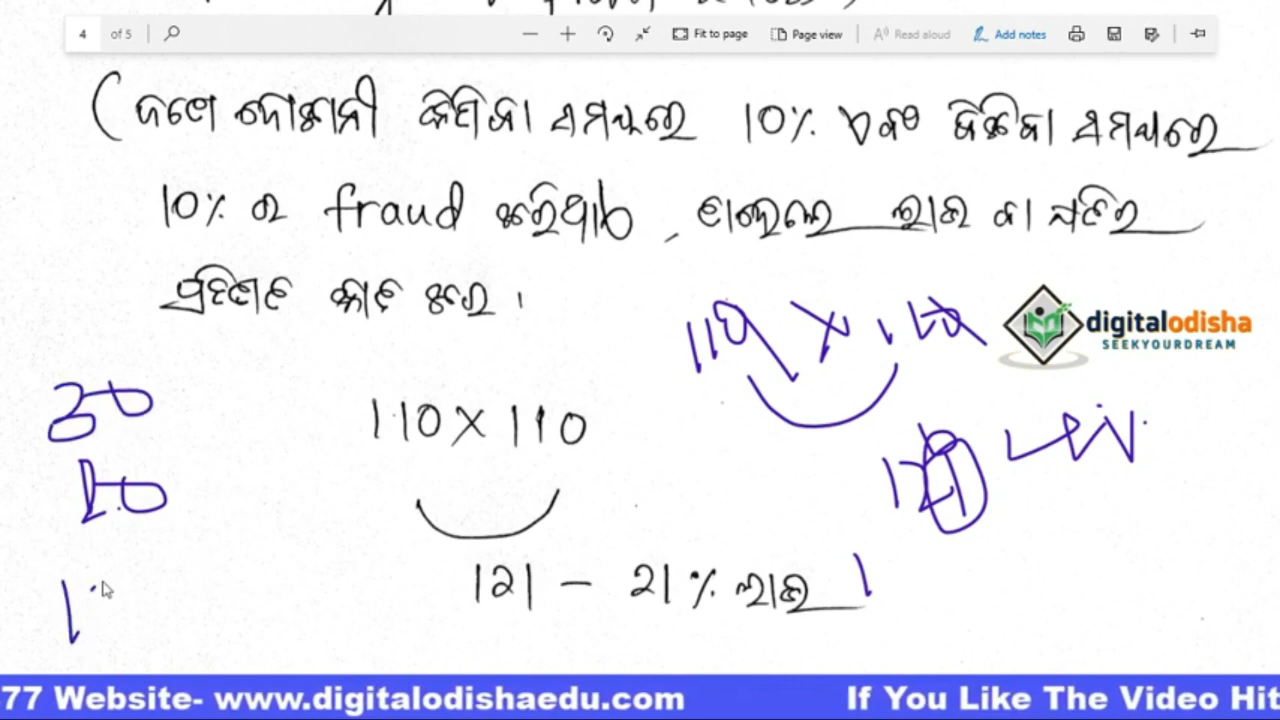 4 of 5 Fit to page Page view Read aloud Add notes
(ଜଣେ ଦୋକାନୀ କିଣିବା ସମୟରେ 10% ଏବଂ ବିକିବା ସମୟରେ
10% ର fraud କରିଥାଏ, ତାହେଲେ ଲାଭ ବା କ୍ଷତିର
ପ୍ରତିଶତ କାଢ କର ।
digitalodisha
SEEKYOURDREAM
110 × 110
121 - 21% ଲାଭ
77 Website- www.digitalodishaedu.com If You Like The Video Hit